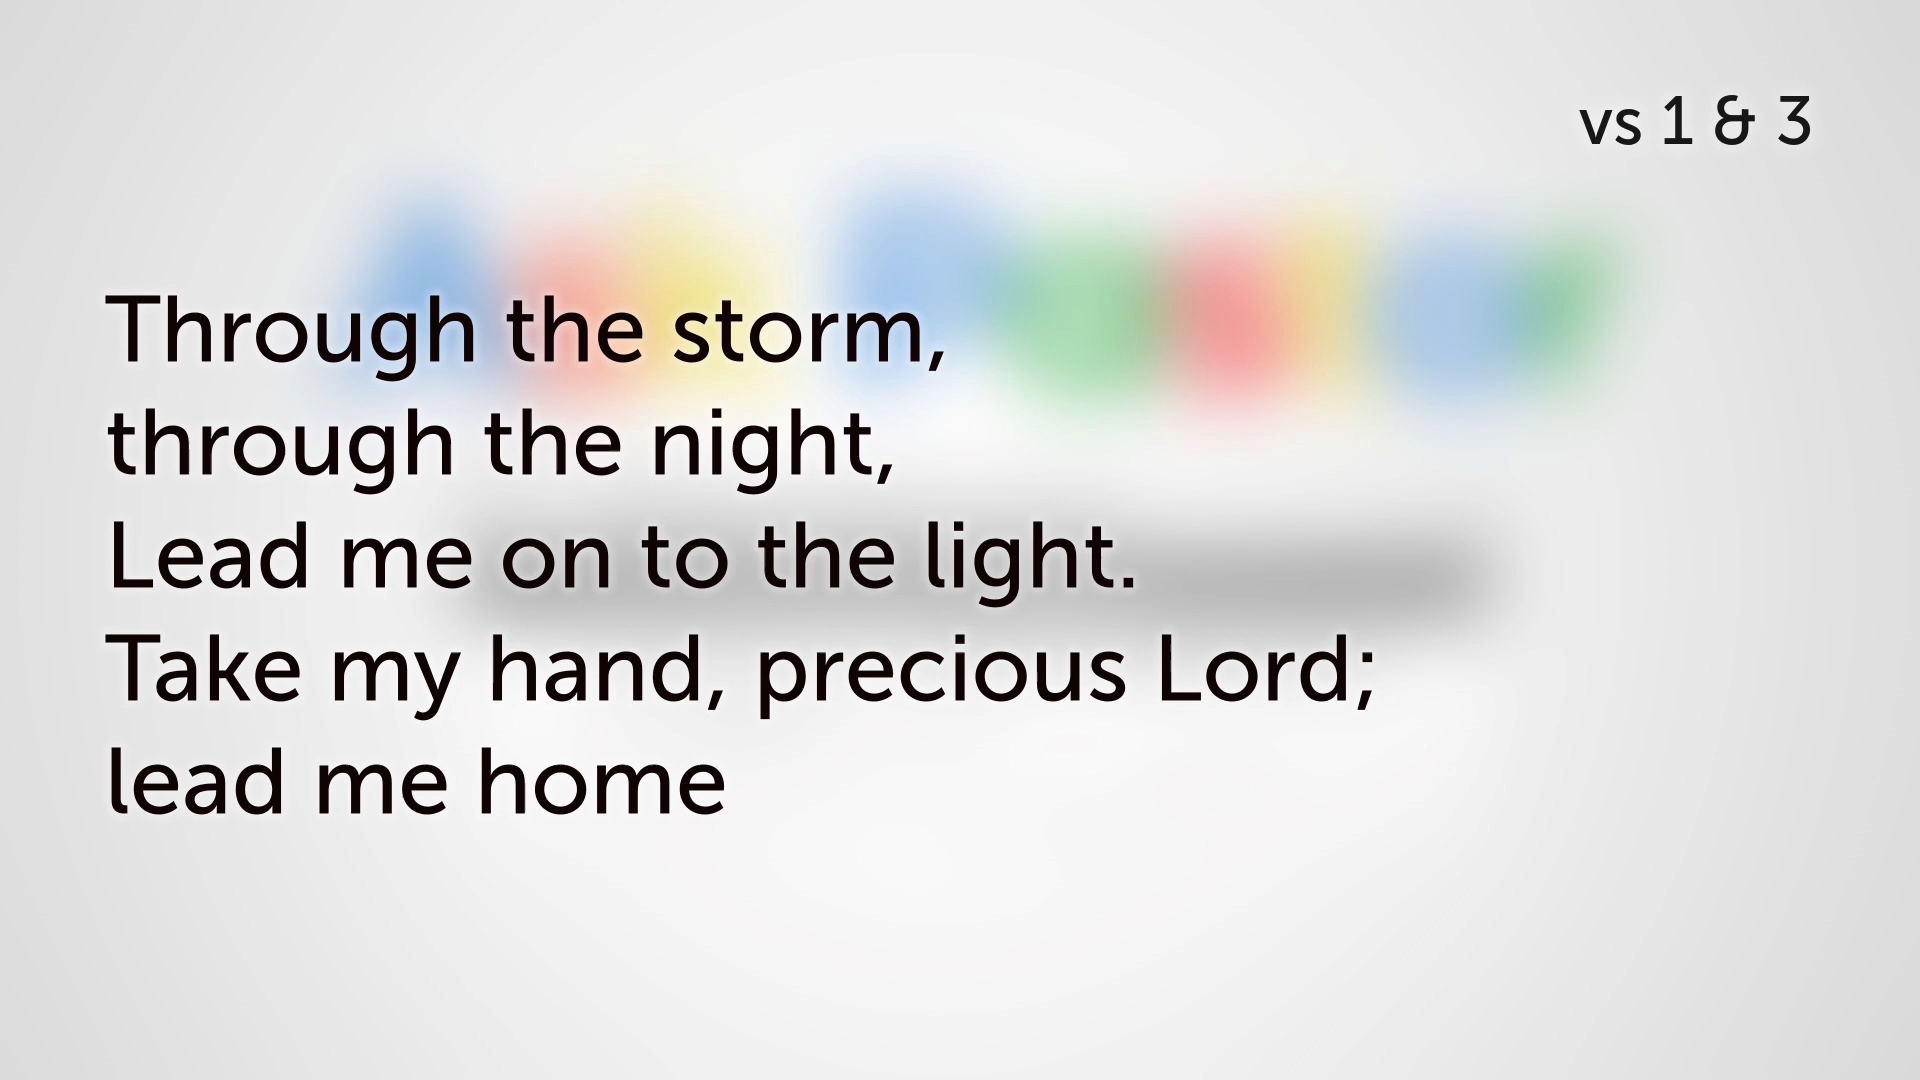 vs 1 & 3
Through the storm,
through the night,
Lead me on to the light.
Take my hand, precious Lord;
lead me home